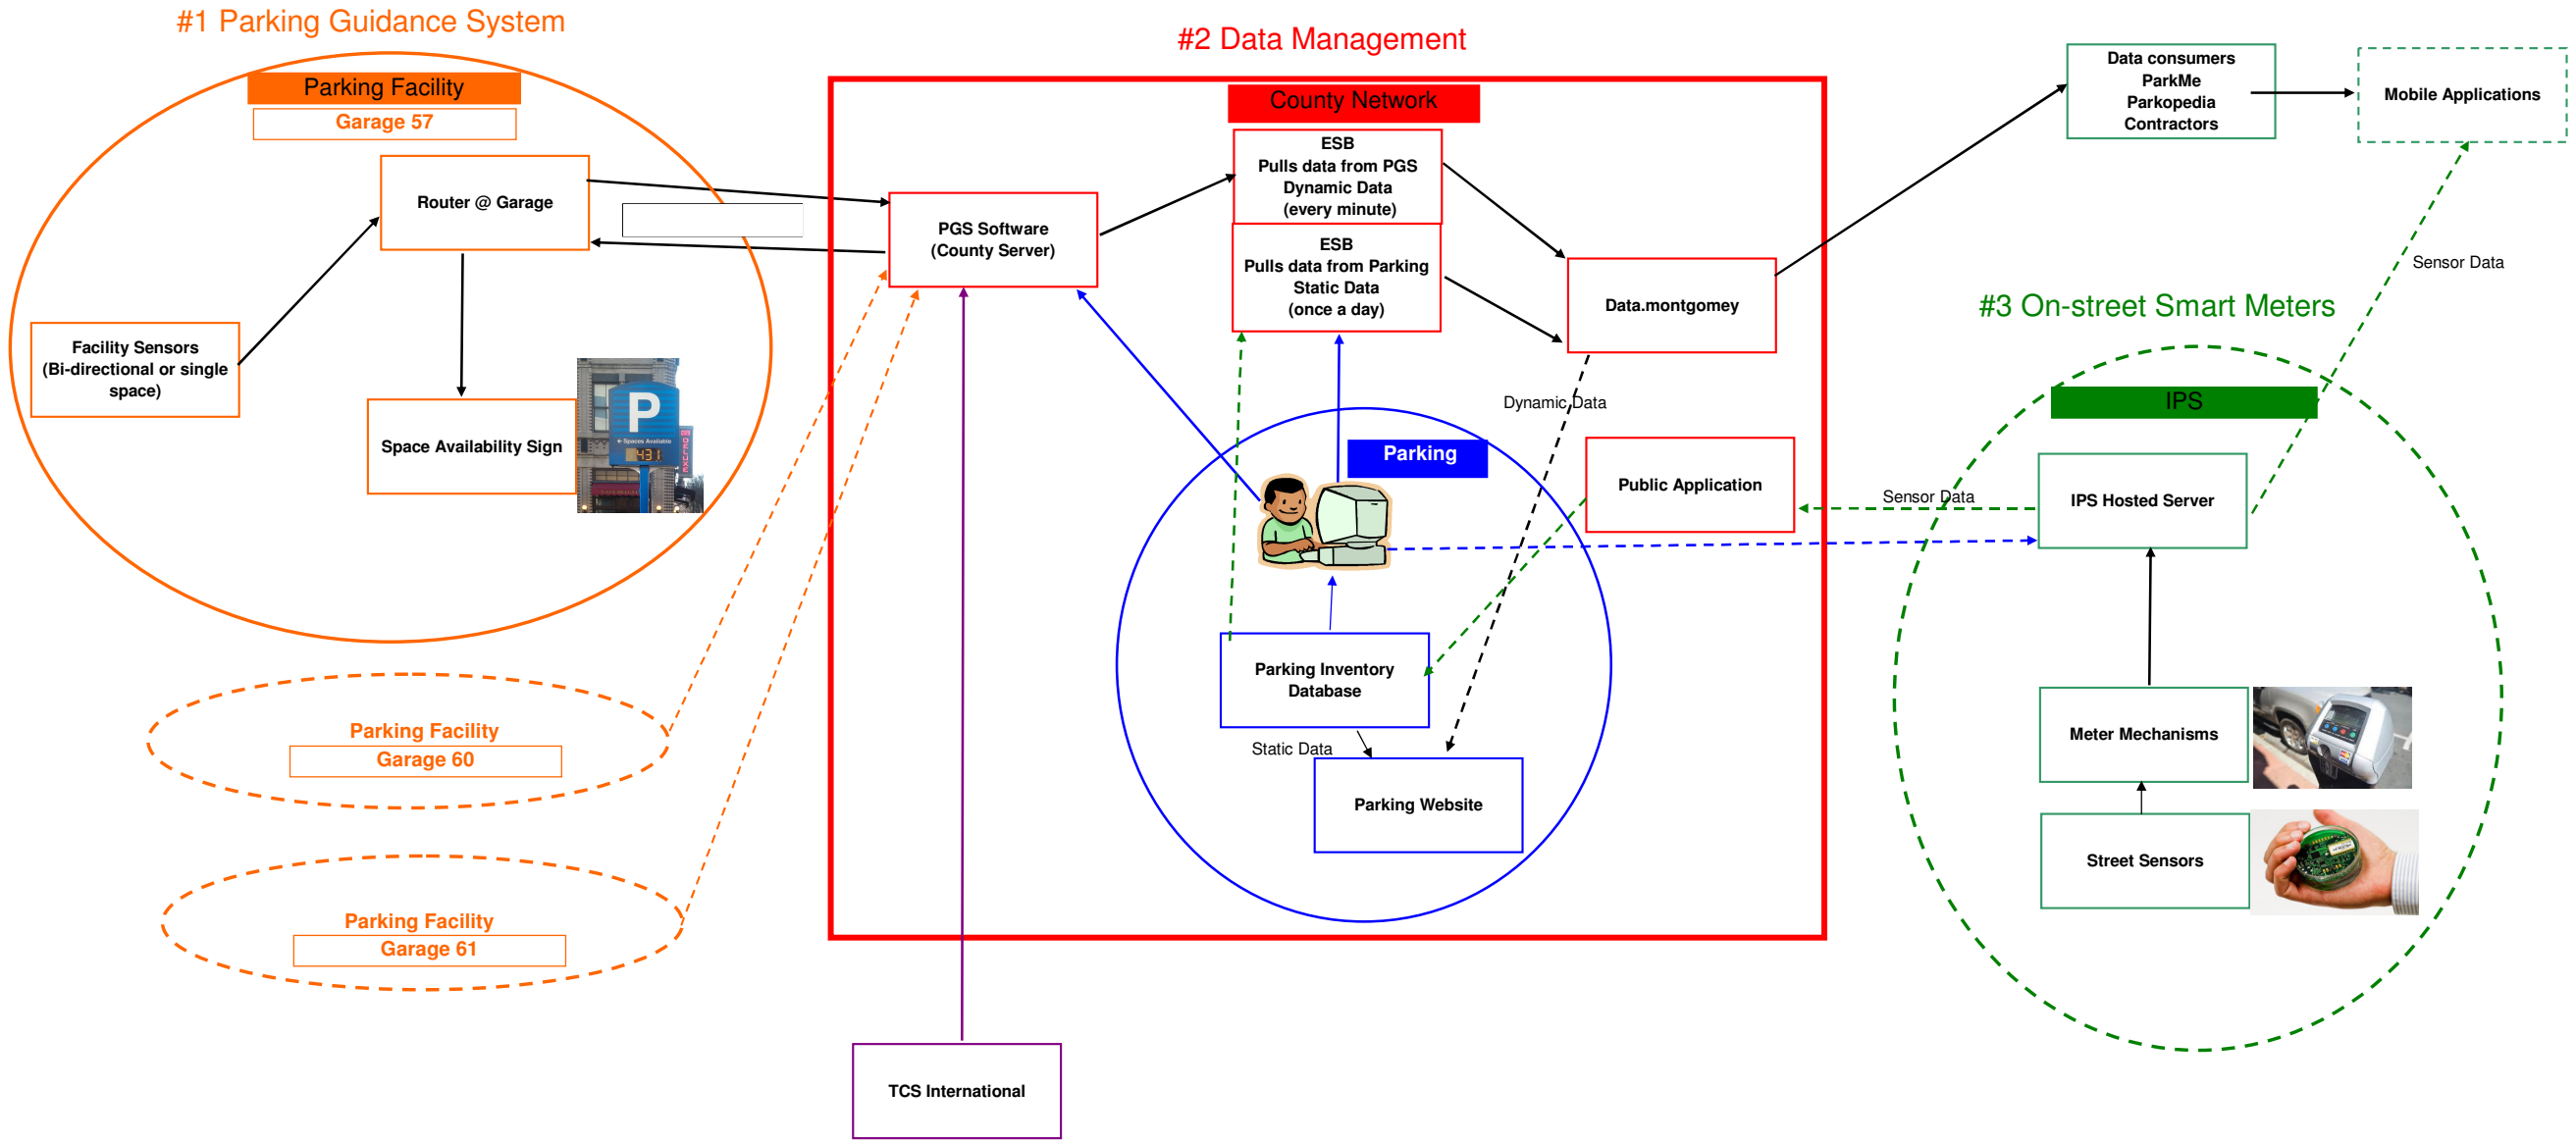 #1 Parking Guidance System
Parking Facility
Garage 57
Router @ Garage
Facility Sensors
(Bi-directional or single
space)
Space Availability Sign
P
Spaces Available
431
Parking Facility
Garage 60
Parking Facility
Garage 61
#2 Data Management
County Network
ESB
Pulls data from PGS
Dynamic Data
(every minute)
ESB
Pulls data from Parking
Static Data
(once a day)
PGS Software
(County Server)
Data.montgomey
Dynamic Data
Parking
Public Application
Parking Inventory
Database
Static Data
Parking Website
TCS International
Data consumers
ParkMe
Parkopedia
Contractors
Mobile Applications
Sensor Data
#3 On-street Smart Meters
IPS
Sensor Data
IPS Hosted Server
Meter Mechanisms
Street Sensors